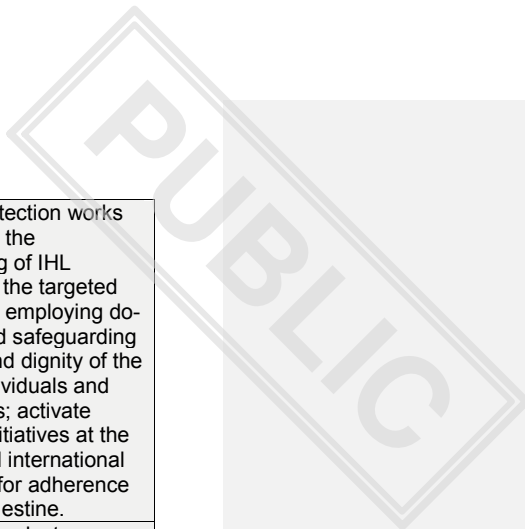 tection works
the
g of IHL
the targeted
employing do-
d safeguarding
nd dignity of the
ividuals and
s; activate
itiatives at the
l international
for adherence
estine.
PUBLIC